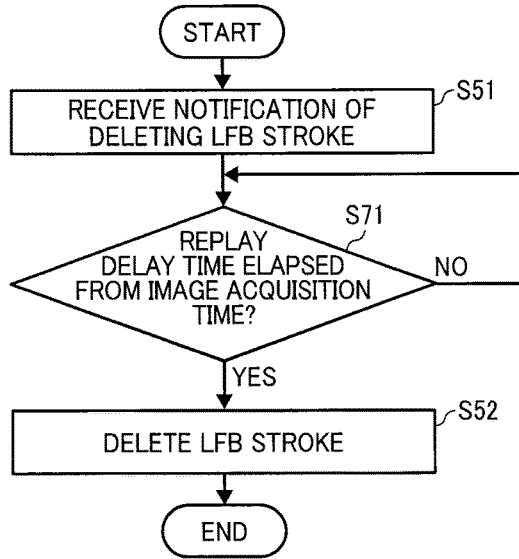 START
S51
RECEIVE NOTIFICATION OF
DELETING LFB STROKE
S71
REPLAY
DELAY TIME ELAPSED
FROM IMAGE ACQUISITION
TIME?
NO
YES
S52
DELETE LFB STROKE
END